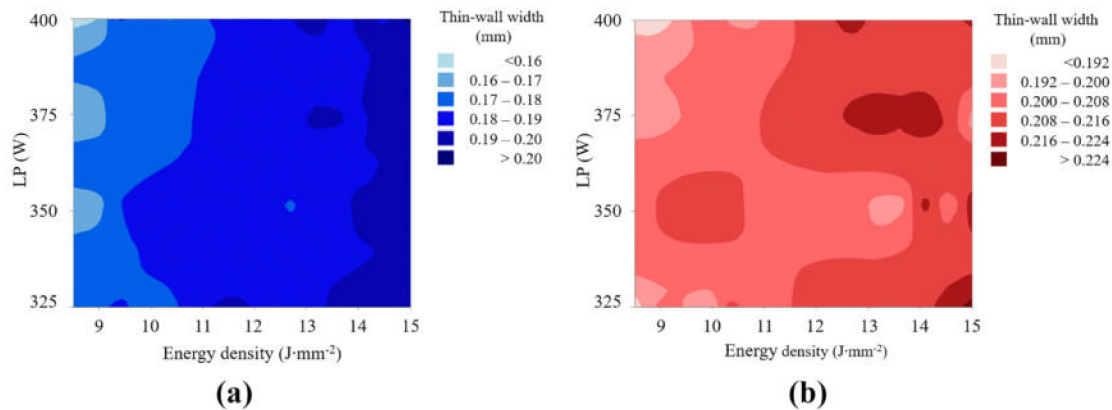 Thin-wall width
(mm)
<0.16
0.16 – 0.17
0.17 – 0.18
0.18 – 0.19
0.19 – 0.20
> 0.20
400
375
350
325
LP (W)
9 10 11 12 13 14 15
Energy density (J·mm-2)
(a)
Thin-wall width
(mm)
<0.192
0.192 – 0.200
0.200 – 0.208
0.208 – 0.216
0.216 – 0.224
> 0.224
400
375
350
325
LP (W)
9 10 11 12 13 14 15
Energy density (J·mm-2)
(b)